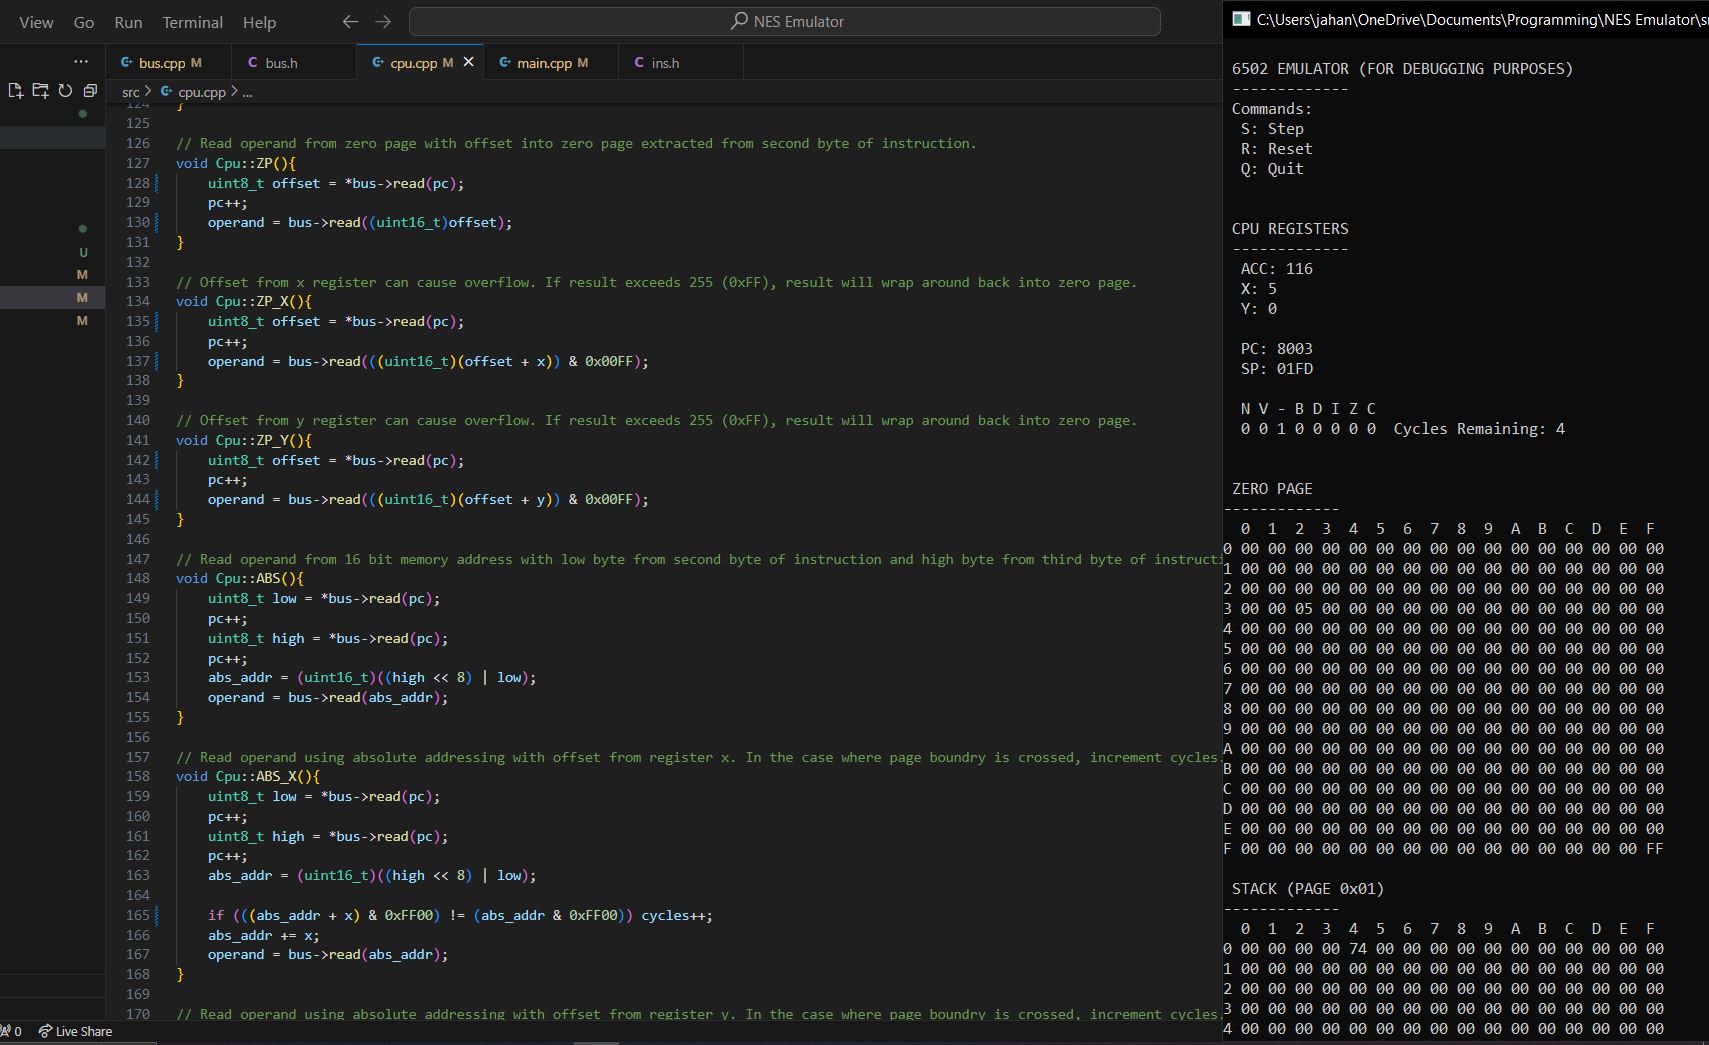 View Go Run Terminal Help
NES Emulator
C:\Users\jahan\OneDrive\Documents\Programming\NES Emulator\s
bus.cpp M
bus.h
cpu.cpp M
main.cpp M
ins.h
src > cpu.cpp > ...
U
M
M
M
124 }
125
126 // Read operand from zero page with offset into zero page extracted from second byte of instruction.
127 void Cpu::ZP(){
128 uint8_t offset = *bus->read(pc);
129 pc++;
130 operand = bus->read((uint16_t)offset);
131 }
132
133 // Offset from x register can cause overflow. If result exceeds 255 (0xFF), result will wrap around back into zero page.
134 void Cpu::ZP_X(){
135 uint8_t offset = *bus->read(pc);
136 pc++;
137 operand = bus->read(((uint16_t)(offset + x)) & 0x00FF);
138 }
139
140 // Offset from y register can cause overflow. If result exceeds 255 (0xFF), result will wrap around back into zero page.
141 void Cpu::ZP_Y(){
142 uint8_t offset = *bus->read(pc);
143 pc++;
144 operand = bus->read(((uint16_t)(offset + y)) & 0x00FF);
145 }
146
147 // Read operand from 16 bit memory address with low byte from second byte of instruction and high byte from third byte of instructi
148 void Cpu::ABS(){
149 uint8_t low = *bus->read(pc);
150 pc++;
151 uint8_t high = *bus->read(pc);
152 pc++;
153 abs_addr = (uint16_t)((high << 8) | low);
154 operand = bus->read(abs_addr);
155 }
156
157 // Read operand using absolute addressing with offset from register x. In the case where page boundry is crossed, increment cycles.
158 void Cpu::ABS_X(){
159 uint8_t low = *bus->read(pc);
160 pc++;
161 uint8_t high = *bus->read(pc);
162 pc++;
163 abs_addr = (uint16_t)((high << 8) | low);
164
165 if (((abs_addr + x) & 0xFF00) != (abs_addr & 0xFF00)) cycles++;
166 abs_addr += x;
167 operand = bus->read(abs_addr);
168 }
169
170 // Read operand using absolute addressing with offset from register y. In the case where page boundry is crossed, increment cycles.
0 Live Share
6502 EMULATOR (FOR DEBUGGING PURPOSES)
-------------
Commands:
S: Step
R: Reset
Q: Quit
CPU REGISTERS
-------------
ACC: 116
X: 5
Y: 0
PC: 8003
SP: 01FD
N V - B D I Z C
0 0 1 0 0 0 0 0 Cycles Remaining: 4
ZERO PAGE
-------------
0 1 2 3 4 5 6 7 8 9 A B C D E F
0 00 00 00 00 00 00 00 00 00 00 00 00 00 00 00 00
1 00 00 00 00 00 00 00 00 00 00 00 00 00 00 00 00
2 00 00 00 00 00 00 00 00 00 00 00 00 00 00 00 00
3 00 00 05 00 00 00 00 00 00 00 00 00 00 00 00 00
4 00 00 00 00 00 00 00 00 00 00 00 00 00 00 00 00
5 00 00 00 00 00 00 00 00 00 00 00 00 00 00 00 00
6 00 00 00 00 00 00 00 00 00 00 00 00 00 00 00 00
7 00 00 00 00 00 00 00 00 00 00 00 00 00 00 00 00
8 00 00 00 00 00 00 00 00 00 00 00 00 00 00 00 00
9 00 00 00 00 00 00 00 00 00 00 00 00 00 00 00 00
A 00 00 00 00 00 00 00 00 00 00 00 00 00 00 00 00
B 00 00 00 00 00 00 00 00 00 00 00 00 00 00 00 00
C 00 00 00 00 00 00 00 00 00 00 00 00 00 00 00 00
D 00 00 00 00 00 00 00 00 00 00 00 00 00 00 00 00
E 00 00 00 00 00 00 00 00 00 00 00 00 00 00 00 00
F 00 00 00 00 00 00 00 00 00 00 00 00 00 00 00 FF
STACK (PAGE 0x01)
-------------
0 1 2 3 4 5 6 7 8 9 A B C D E F
0 00 00 00 00 74 00 00 00 00 00 00 00 00 00 00 00
1 00 00 00 00 00 00 00 00 00 00 00 00 00 00 00 00
2 00 00 00 00 00 00 00 00 00 00 00 00 00 00 00 00
3 00 00 00 00 00 00 00 00 00 00 00 00 00 00 00 00
4 00 00 00 00 00 00 00 00 00 00 00 00 00 00 00 00